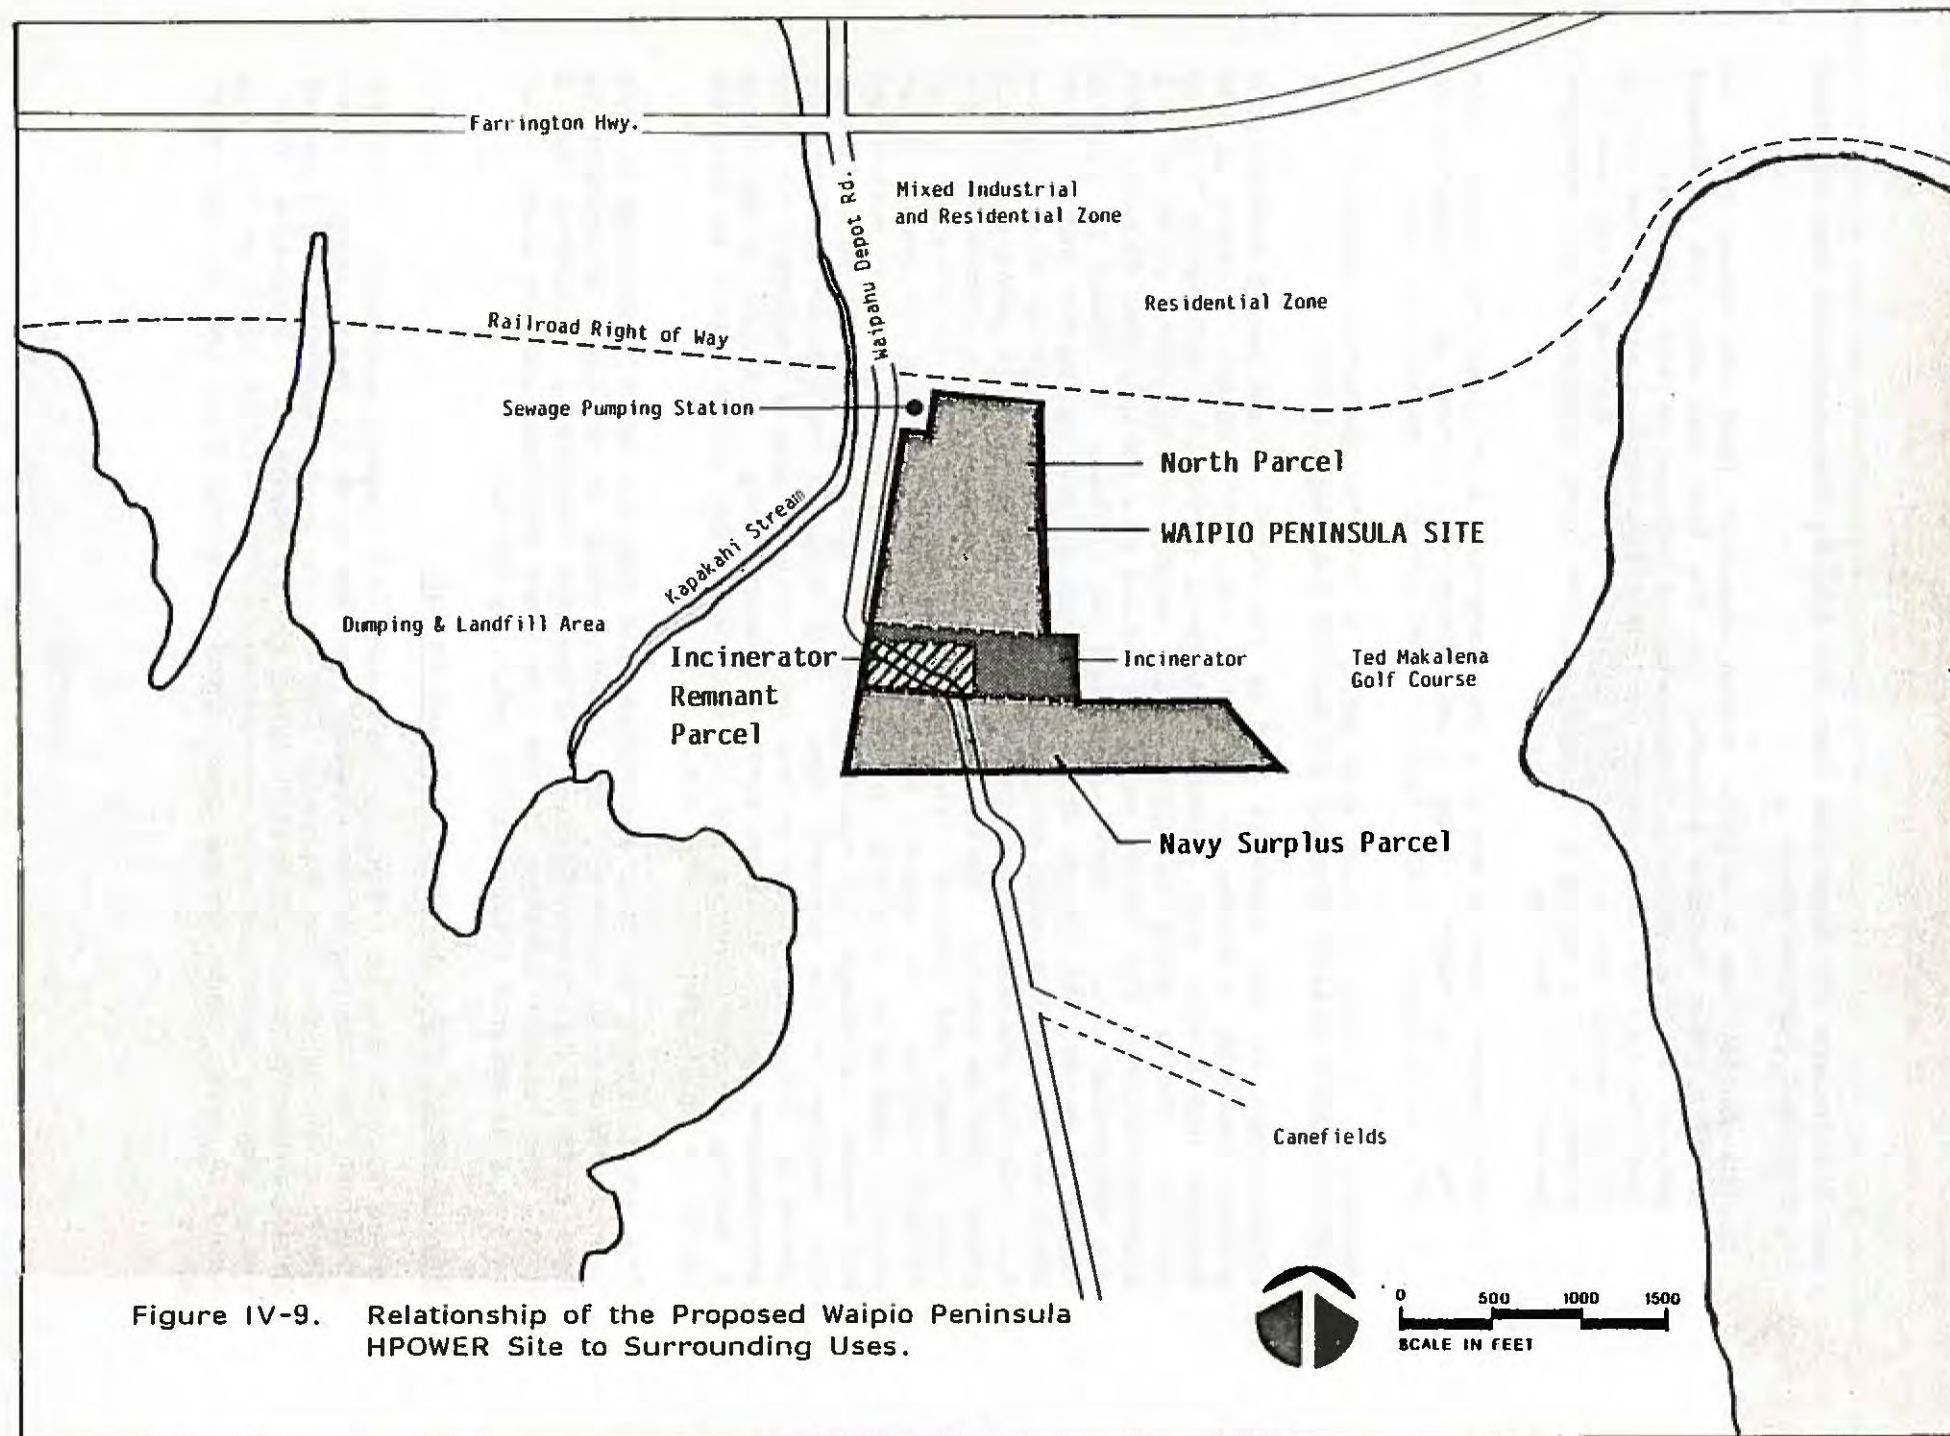 Farrington Hwy.
Waipahu Depot Rd.
Mixed Industrial
and Residential Zone
Residential Zone
Railroad Right of Way
Sewage Pumping Station
North Parcel
WAIPIO PENINSULA SITE
Kapakahi Stream
Dumping & Landfill Area
Incinerator
Remnant
Parcel
Incinerator
Ted Makalena
Golf Course
Navy Surplus Parcel
Canefields
Figure IV-9. Relationship of the Proposed Waipio Peninsula
HPOWER Site to Surrounding Uses.
0 500 1000 1500
SCALE IN FEET